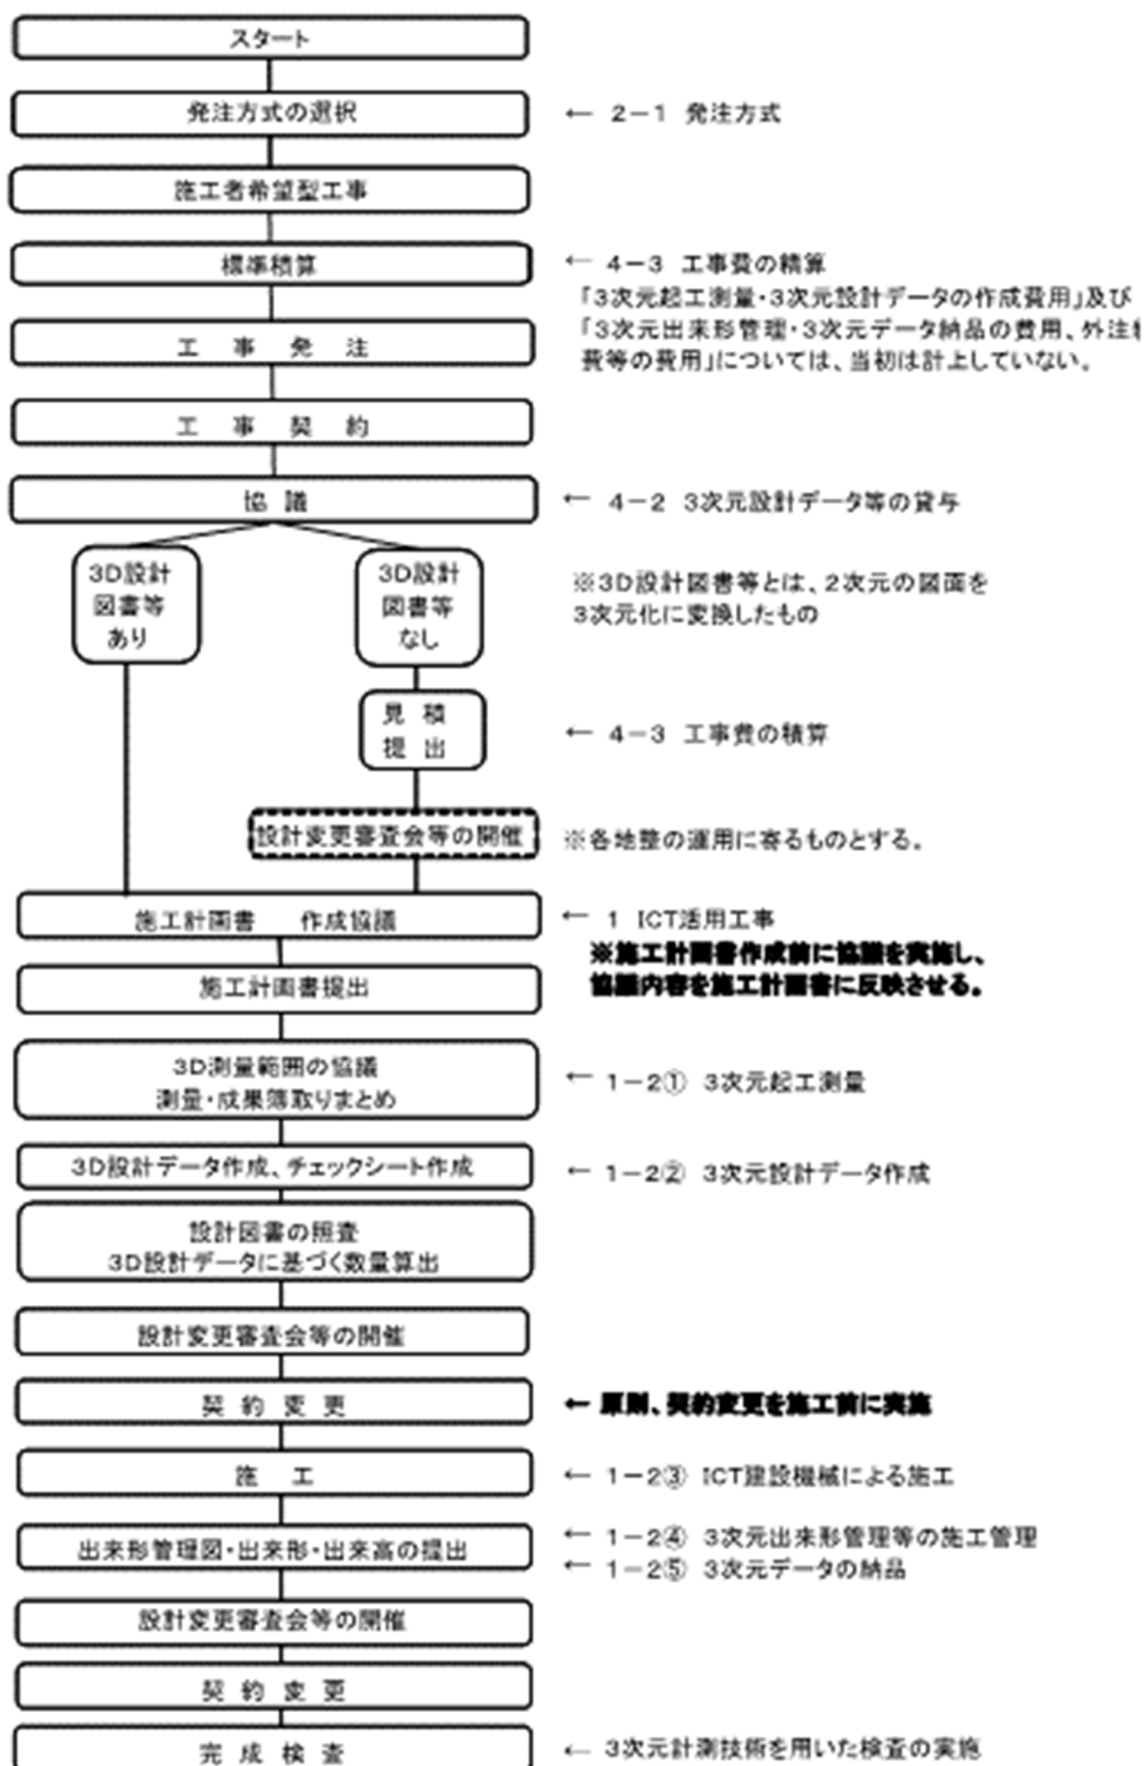 スタート
発注方式の選択
← 2－1 発注方式
施工者希望型工事
標準積算
← 4－3 工事費の積算
「3次元起工測量・3次元設計データの作成費用」及び
「3次元出来形管理・3次元データ納品の費用、外注
費等の費用」については、当初は計上していない。
工 事 発 注
工 事 契 約
協 議
← 4－2 3次元設計データ等の貸与
3D設計
図書等
あり
3D設計
図書等
なし
※3D設計図書等とは、2次元の図面を
3次元化に変換したもの
見 積
提 出
← 4－3 工事費の積算
設計変更審査会等の開催
※各地整の運用に寄るものとする。
施工計画書 作成協議
← 1 ICT活用工事
※施工計画書作成前に協議を実施し、
協議内容を施工計画書に反映させる。
施工計画書提出
3D測量範囲の協議
測量・成果簿取りまとめ
← 1－2① 3次元起工測量
3D設計データ作成、チェックシート作成
← 1－2② 3次元設計データ作成
設計図書の照査
3D設計データに基づく数量算出
設計変更審査会等の開催
契 約 変 更
← 原則、契約変更を施工前に実施
施 工
← 1－2③ ICT建設機械による施工
出来形管理図・出来形・出来高の提出
← 1－2④ 3次元出来形管理等の施工管理
← 1－2⑤ 3次元データの納品
設計変更審査会等の開催
契 約 変 更
完 成 検 査
← 3次元計測技術を用いた検査の実施